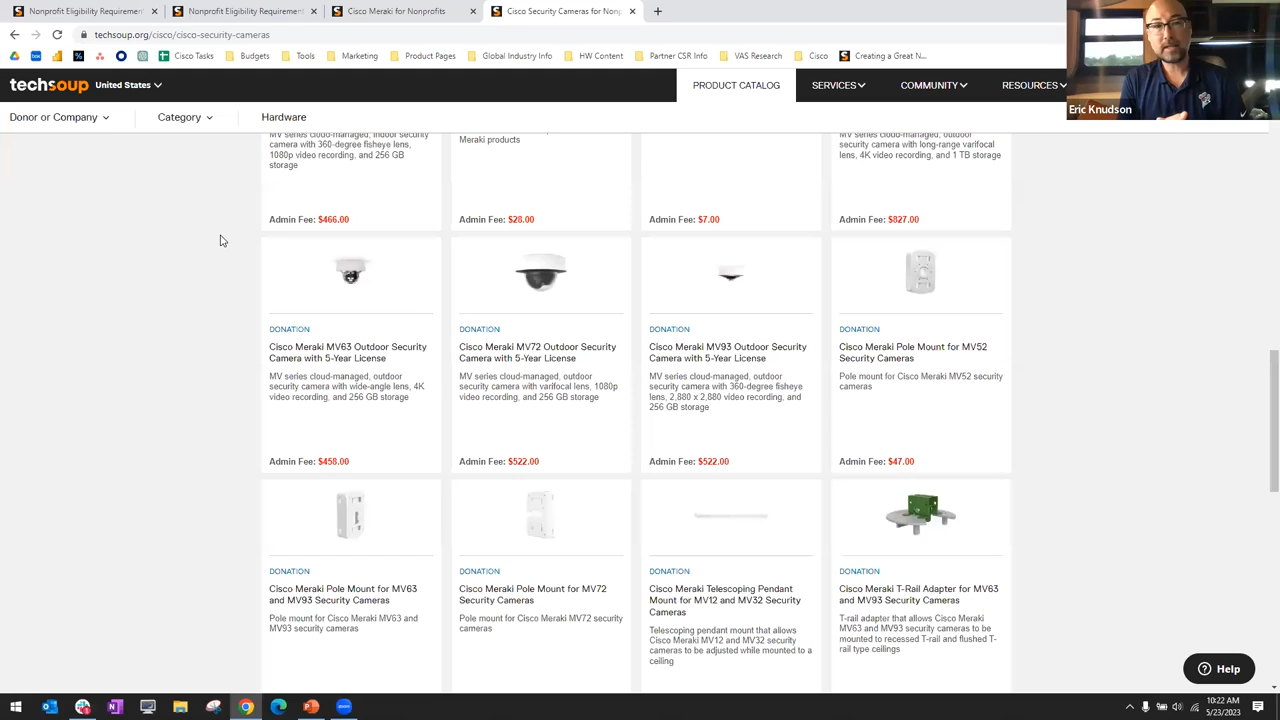 Nonprofit Eligibility Requirement
Nonprofit Eligibility Requirement
Cisco Meraki for Nonprofits
Cisco Security Cameras for Nonp
techsoup.org/cisco/cisco-security-cameras
Cisco Tasks
Budgets
Tools
Marketing
Product Pages
Global Industry Info
HW Content
Partner CSR Info
VAS Research
Cisco
Creating a Great N...
Eric Knudson
techsoup
United States
PRODUCT CATALOG
SERVICES
COMMUNITY
RESOURCES
Donor or Company
Category
Hardware
MV series cloud-managed, indoor security
camera with 360-degree fisheye lens,
1080p video recording, and 256 GB
storage
Admin Fee: $466.00
Meraki products
Admin Fee: $28.00
Admin Fee: $7.00
MV series cloud-managed, outdoor
security camera with long-range varifocal
lens, 4K video recording, and 1 TB storage
Admin Fee: $827.00
DONATION
Cisco Meraki MV63 Outdoor Security
Camera with 5-Year License
MV series cloud-managed, outdoor
security camera with wide-angle lens, 4K
video recording, and 256 GB storage
Admin Fee: $458.00
DONATION
Cisco Meraki MV72 Outdoor Security
Camera with 5-Year License
MV series cloud-managed, outdoor
security camera with varifocal lens, 1080p
video recording, and 256 GB storage
Admin Fee: $522.00
DONATION
Cisco Meraki MV93 Outdoor Security
Camera with 5-Year License
MV series cloud-managed, outdoor
security camera with 360-degree fisheye
lens, 2,880 x 2,880 video recording, and
256 GB storage
Admin Fee: $522.00
DONATION
Cisco Meraki Pole Mount for MV52
Security Cameras
Pole mount for Cisco Meraki MV52 security
cameras
Admin Fee: $47.00
DONATION
Cisco Meraki Pole Mount for MV63
and MV93 Security Cameras
Pole mount for Cisco Meraki MV63 and
MV93 security cameras
DONATION
Cisco Meraki Pole Mount for MV72
Security Cameras
Pole mount for Cisco Meraki MV72 security
cameras
DONATION
Cisco Meraki Telescoping Pendant
Mount for MV12 and MV32 Security
Cameras
Telescoping pendant mount that allows
Cisco Meraki MV12 and MV32 security
cameras to be adjusted while mounted to a
ceiling
DONATION
Cisco Meraki T-Rail Adapter for MV63
and MV93 Security Cameras
T-rail adapter that allows Cisco Meraki
MV63 and MV93 security cameras to be
mounted to recessed T-rail and flushed T-
rail type ceilings
Help
10:22 AM
5/23/2023